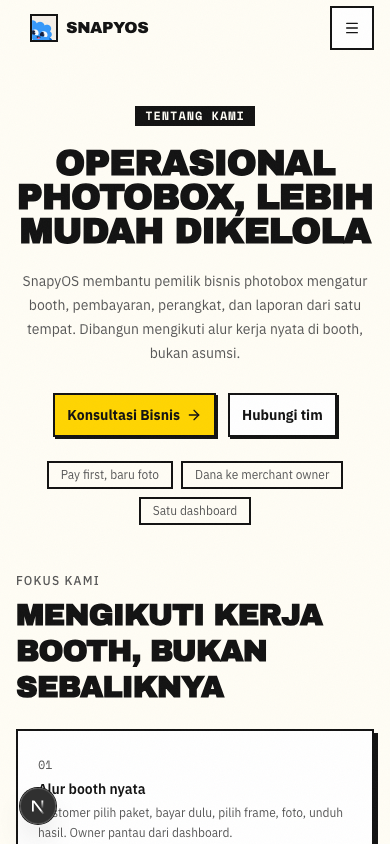 SNAPYOS
TENTANG KAMI
OPERASIONAL
PHOTOBOX, LEBIH
MUDAH DIKELOLA
SnapyOS membantu pemilik bisnis photobox mengatur
booth, pembayaran, perangkat, dan laporan dari satu
tempat. Dibangun mengikuti alur kerja nyata di booth,
bukan asumsi.
Konsultasi Bisnis →
Hubungi tim
Pay first, baru foto
Dana ke merchant owner
Satu dashboard
FOKUS KAMI
MENGIKUTI KERJA
BOOTH, BUKAN
SEBALIKNYA
01
Alur booth nyata
stomer pilih paket, bayar dulu, pilih frame, foto, unduh
hasil. Owner pantau dari dashboard.
N